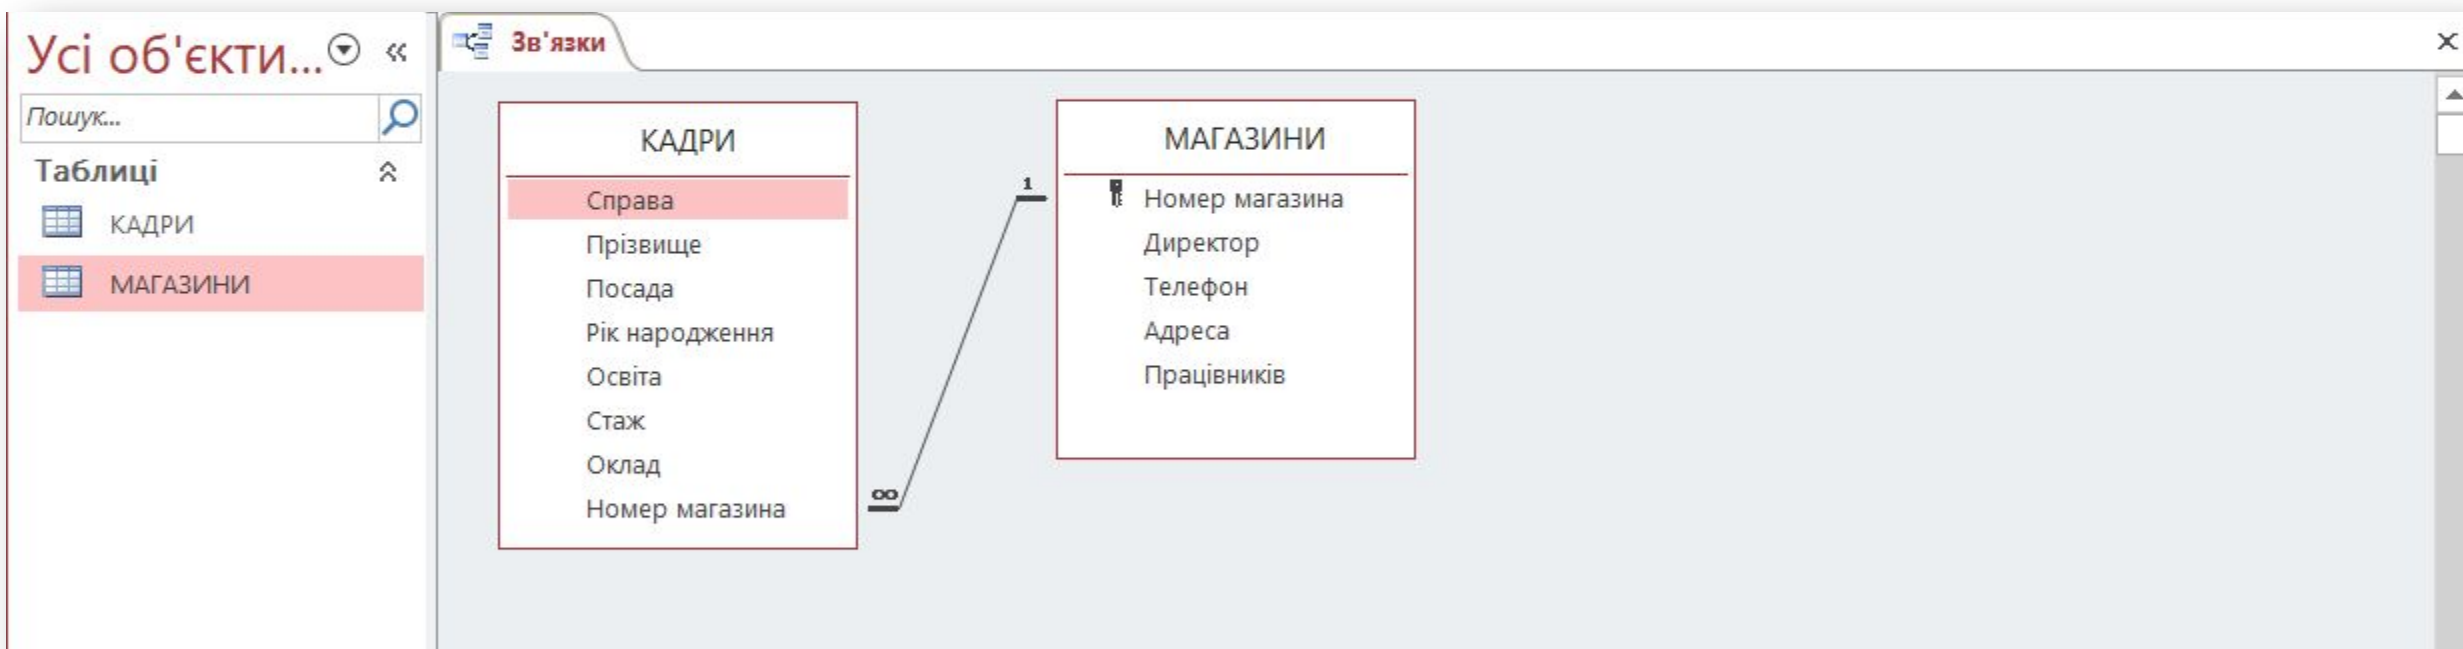 Усі об'єкти...
«
Пошук...
Таблиці
КАДРИ
МАГАЗИНИ
Зв'язки
КАДРИ
Справа
Прізвище
Посада
Рік народження
Освіта
Стаж
Оклад
Номер магазина
∞
1
МАГАЗИНИ
Номер магазина
Директор
Телефон
Адреса
Працівників